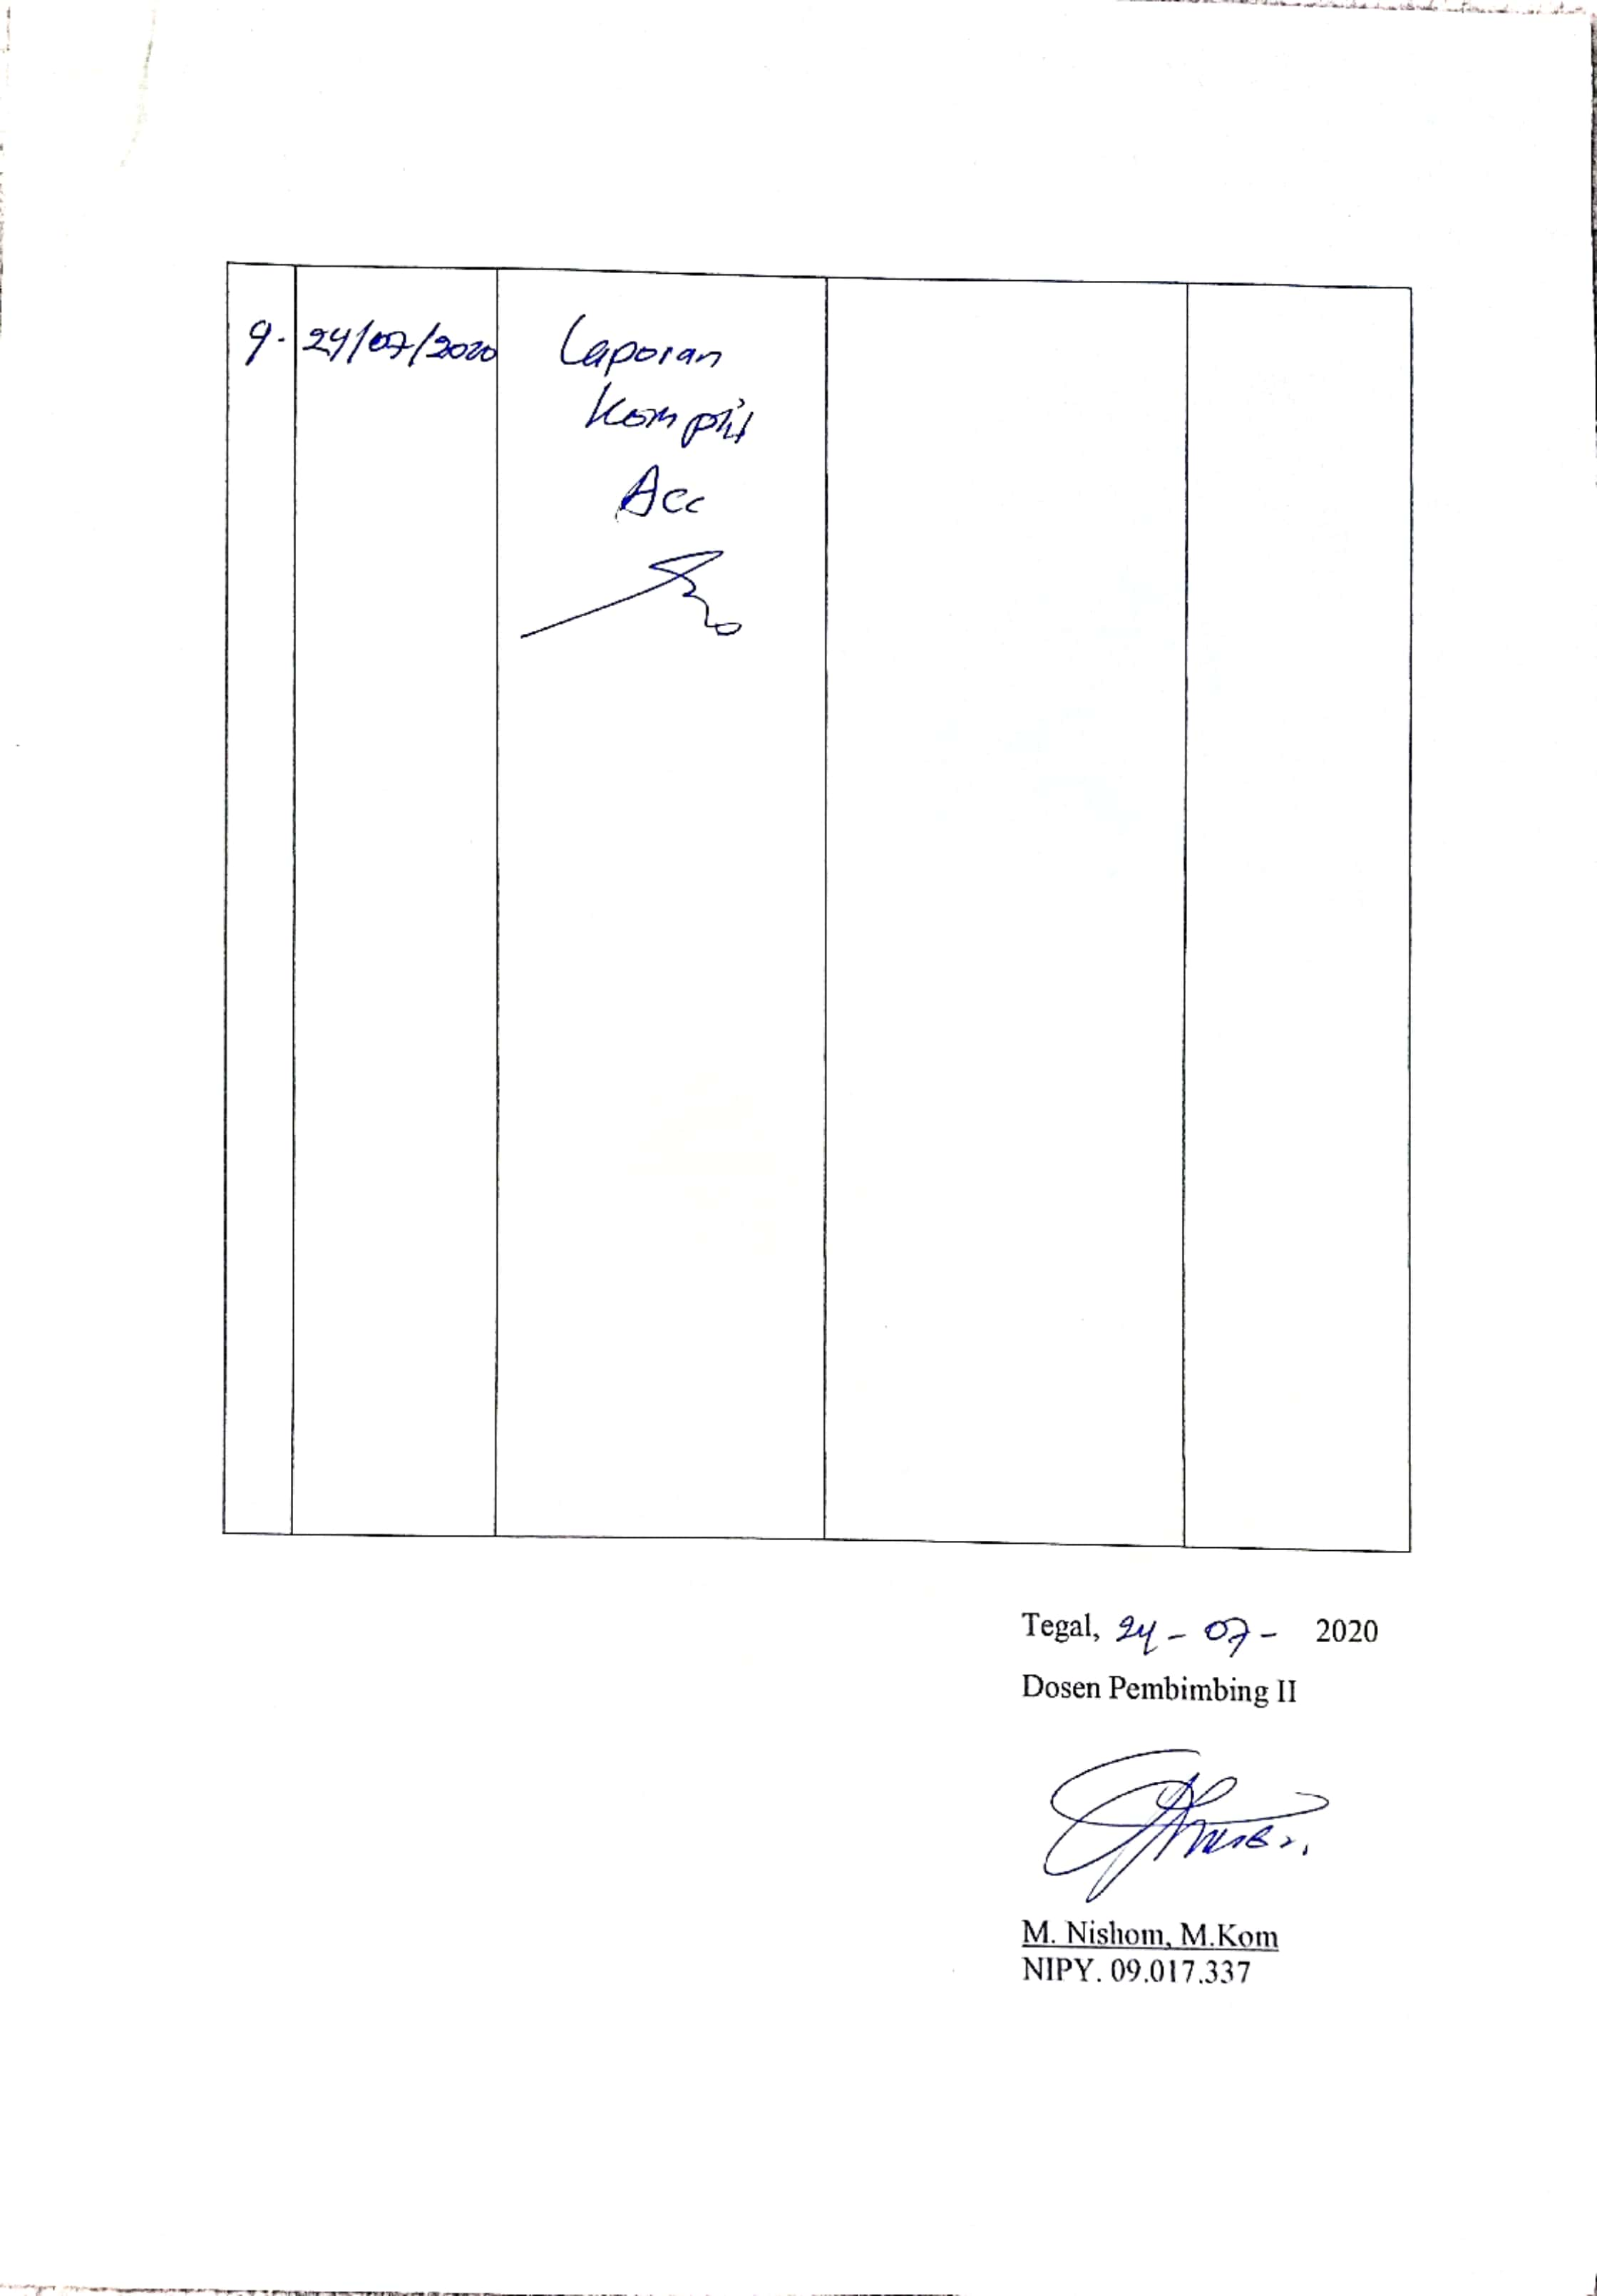 9. 24/07/2020 Laporan
Komplit
Acc
Tegal, 24 - 07 - 2020
Dosen Pembimbing II
M. Nishom, M.Kom
NIPY. 09.017.337